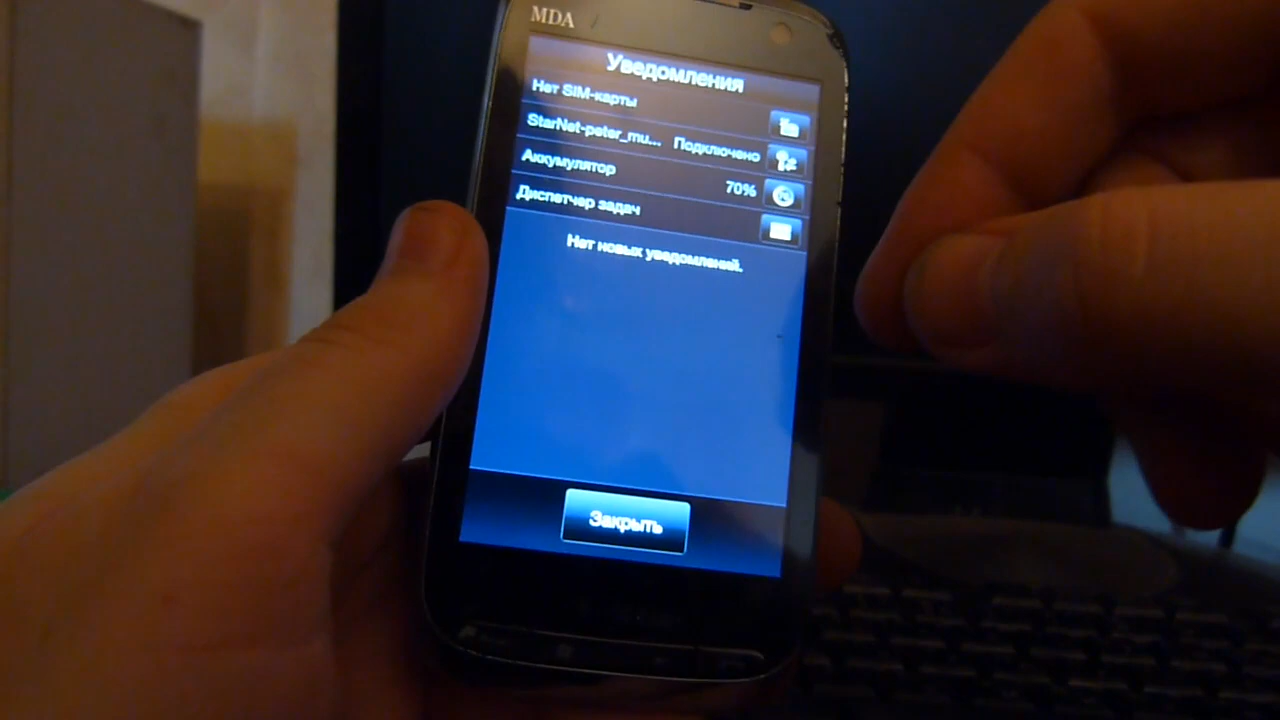 MDA
Уведомления
Нет SIM-карты
StarNet-peter_mu... Подключено
Аккумулятор 70%
Диспетчер задач
Нет новых уведомлений.
Закрыть